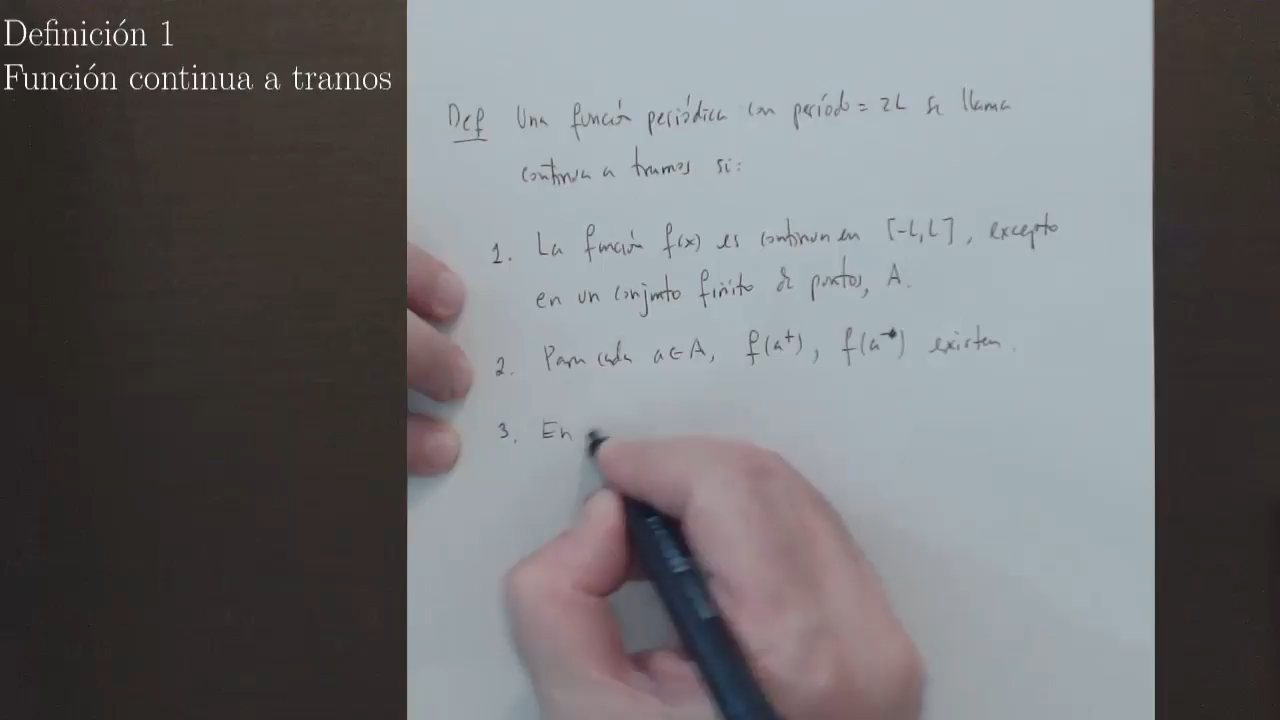 Definición 1
Función continua a tramos
Def Una función periódica con período = 2L se llama
continua a tramos si:
1. La función f(x) es continua en [-L, L], excepto
en un conjunto finito de puntos, A.
2. Para cada a ∈ A, f(a⁺), f(a⁻) existen.
3. En